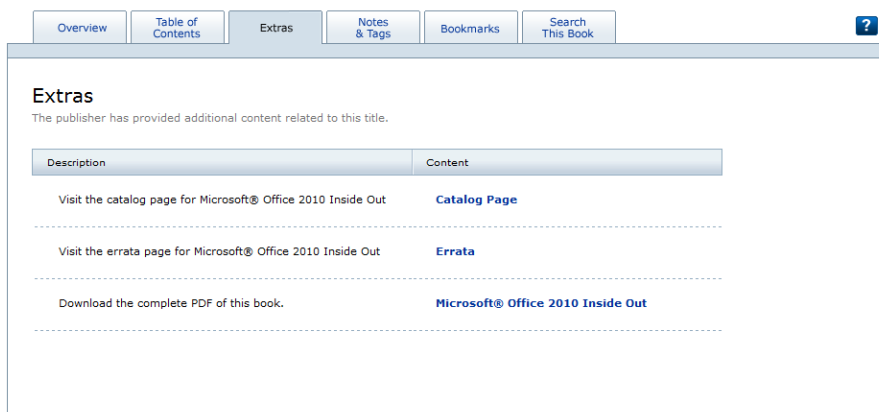 Overview
Table of
Contents
Extras
Notes
& Tags
Bookmarks
Search
This Book
?
Extras
The publisher has provided additional content related to this title.
Description Content
Visit the catalog page for Microsoft® Office 2010 Inside Out Catalog Page
Visit the errata page for Microsoft® Office 2010 Inside Out Errata
Download the complete PDF of this book. Microsoft® Office 2010 Inside Out